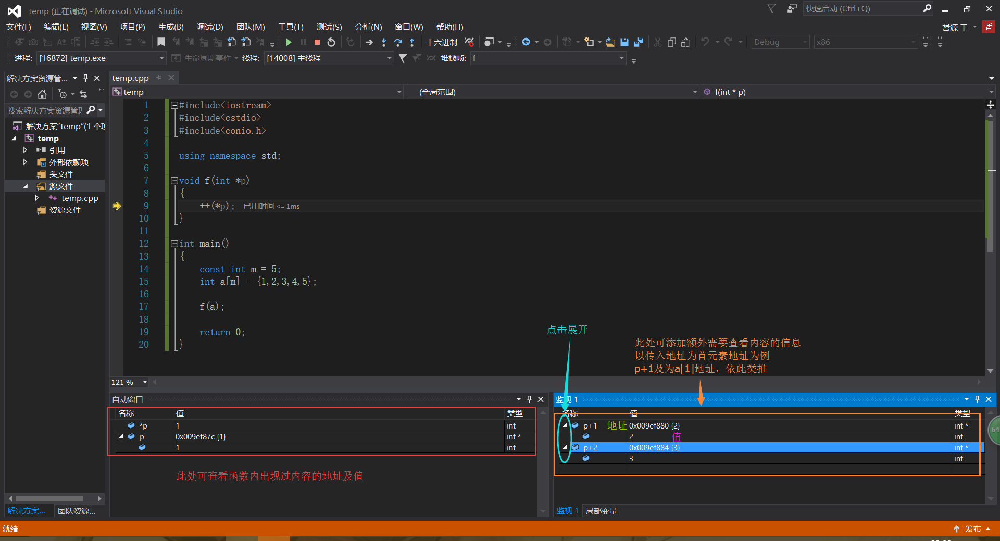 temp (正在调试) - Microsoft Visual Studio
快速启动 (Ctrl+Q)
文件(F) 编辑(E) 视图(V) 项目(P) 生成(B) 调试(D) 团队(M) 工具(T) 测试(S) 分析(N) 窗口(W) 帮助(H)
哲源 王 哲
十六进制 Debug x86
进程: [16872] temp.exe 生命周期事件 线程: [14008] 主线程 堆栈帧: f
解决方案资源管...
搜索解决方案资源管理
解决方案"temp"(1 个项
temp
引用
外部依赖项
头文件
源文件
temp.cpp
资源文件
解决方案... 团队资源...
temp.cpp
temp (全局范围) f(int * p)
1 #include<iostream>
2 #include<cstdio>
3 #include<conio.h>
4
5 using namespace std;
6
7 void f(int *p)
8 {
9 ++(*p); 已用时间 <= 1ms
10 }
11
12 int main()
13 {
14 const int m = 5;
15 int a[m] = {1,2,3,4,5};
16
17 f(a);
18
19 return 0;
20 }
点击展开
此处可添加额外需要查看内容的信息
以传入地址为首元素地址为例
p+1及为a[1]地址，依此类推
121 %
自动窗口
名称 值 类型
*p 1 int
p 0x009ef87c {1} int *
1 int
此处可查看函数内出现过内容的地址及值
监视 1
名称 值 类型
p+1 地址 0x009ef880 {2} int *
2 值 int
p+2 0x009ef884 {3} int *
3 int
监视 1 局部变量
64
就绪 发布